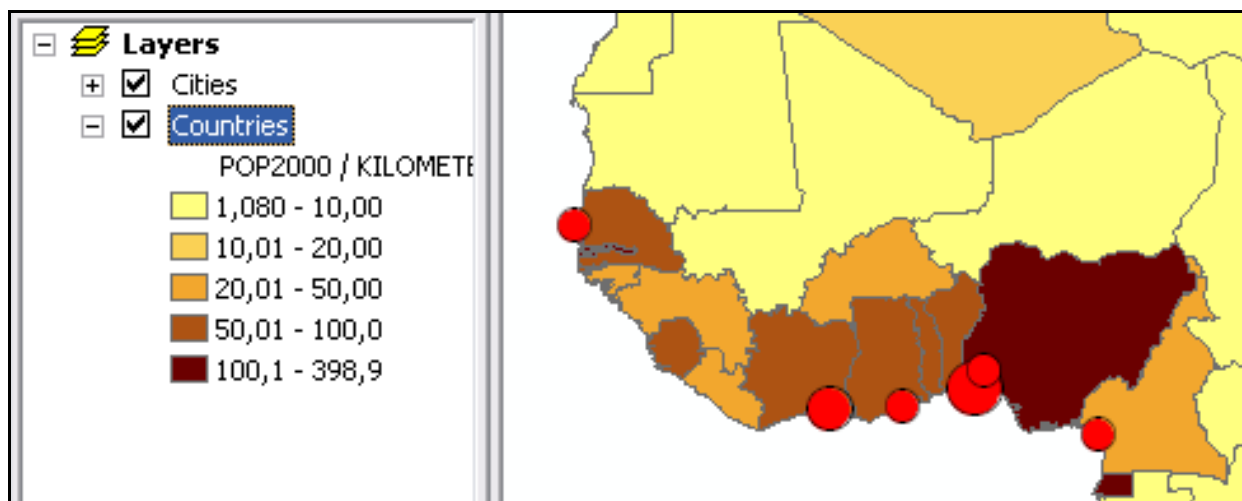 Layers
Cities
Countries
POP2000 / KILOMETE
1,080 - 10,00
10,01 - 20,00
20,01 - 50,00
50,01 - 100,0
100,1 - 398,9